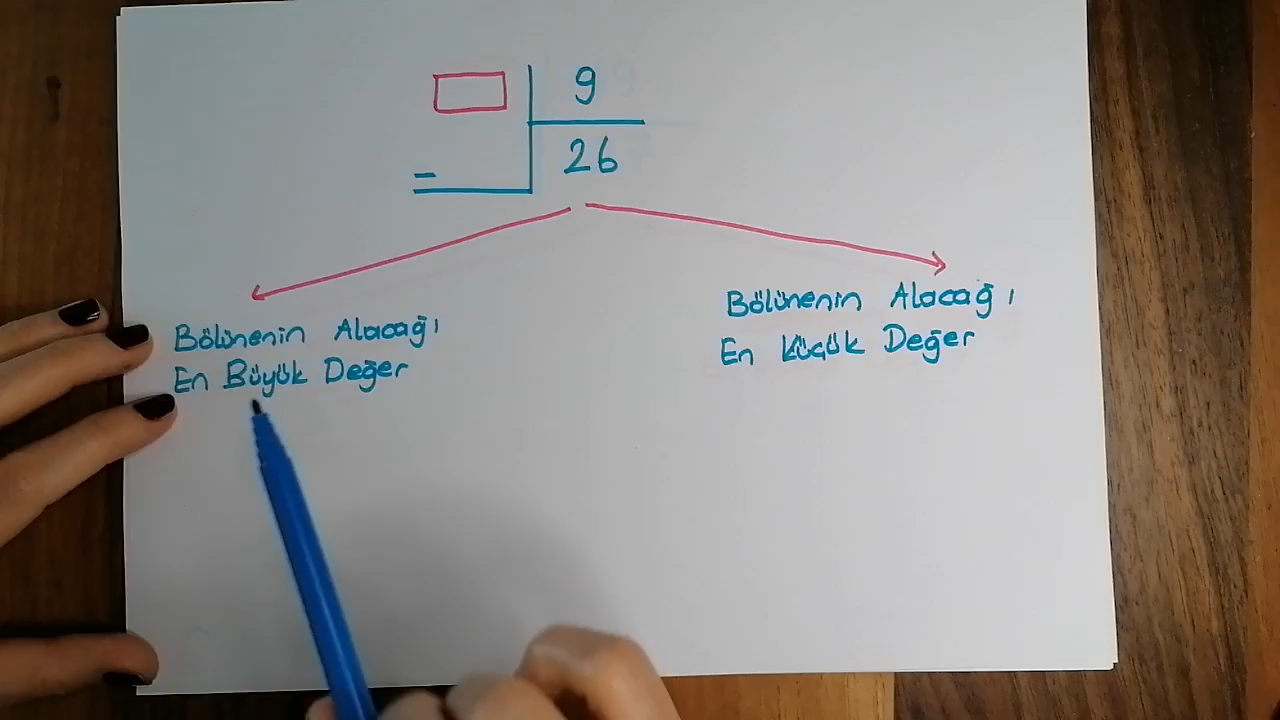 9
26
Bölünenin Alacağı
En Büyük Değer
Bölünenin Alacağı
En Küçük Değer